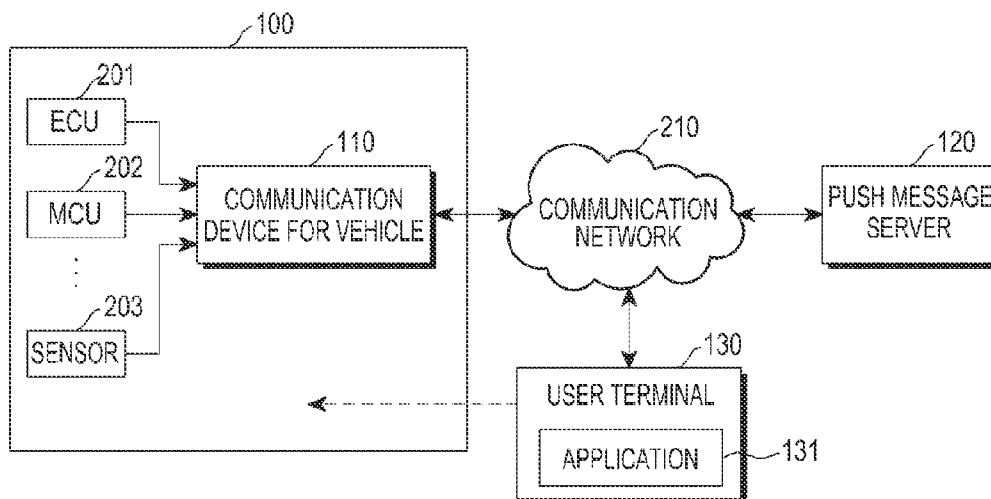 100
201
ECU
202
MCU
203
SENSOR
110
COMMUNICATION
DEVICE FOR VEHICLE
210
COMMUNICATION
NETWORK
120
PUSH MESSAGE
SERVER
130
USER TERMINAL
APPLICATION
131